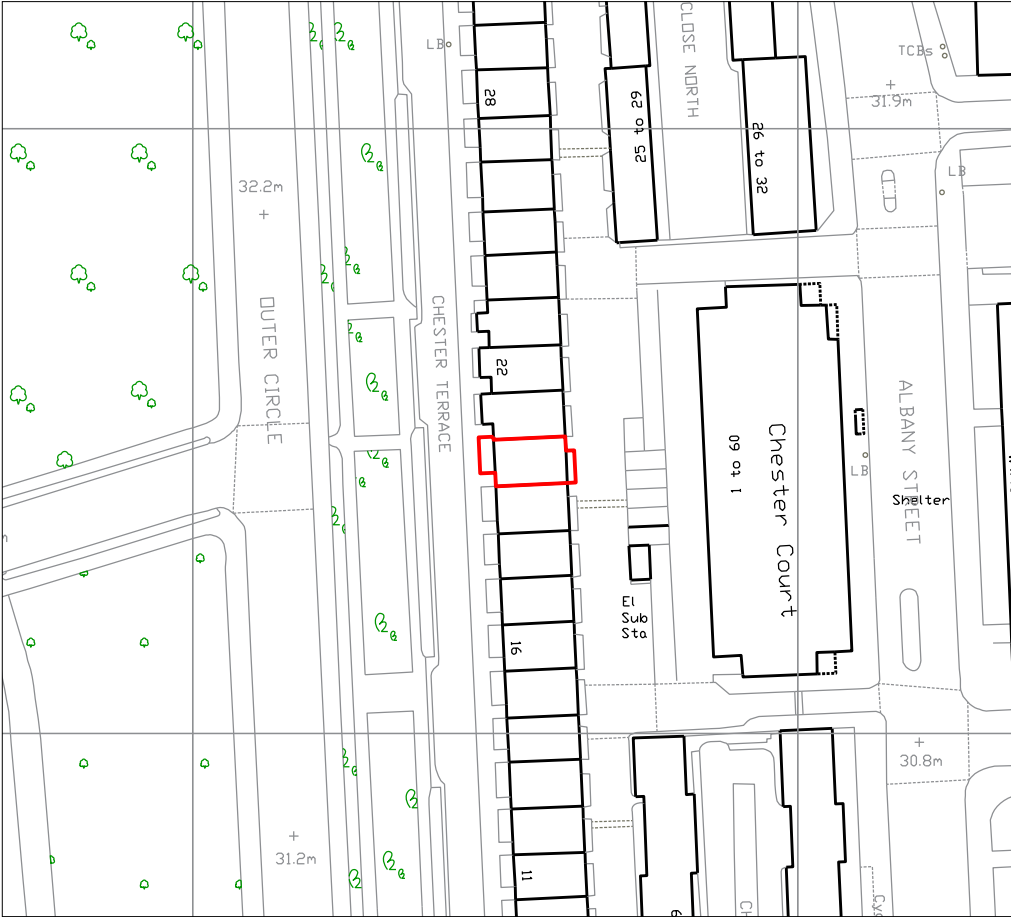 LB
CLOSE NORTH
TCBs
31.9m
28
25 to 29
26 to 32
LB
32.2m
OUTER CIRCLE
CHESTER TERRACE
22
ALBANY STREET
Chester Court
1 to 60
LB
Shelter
El
Sub
Sta
16
30.8m
31.2m
11